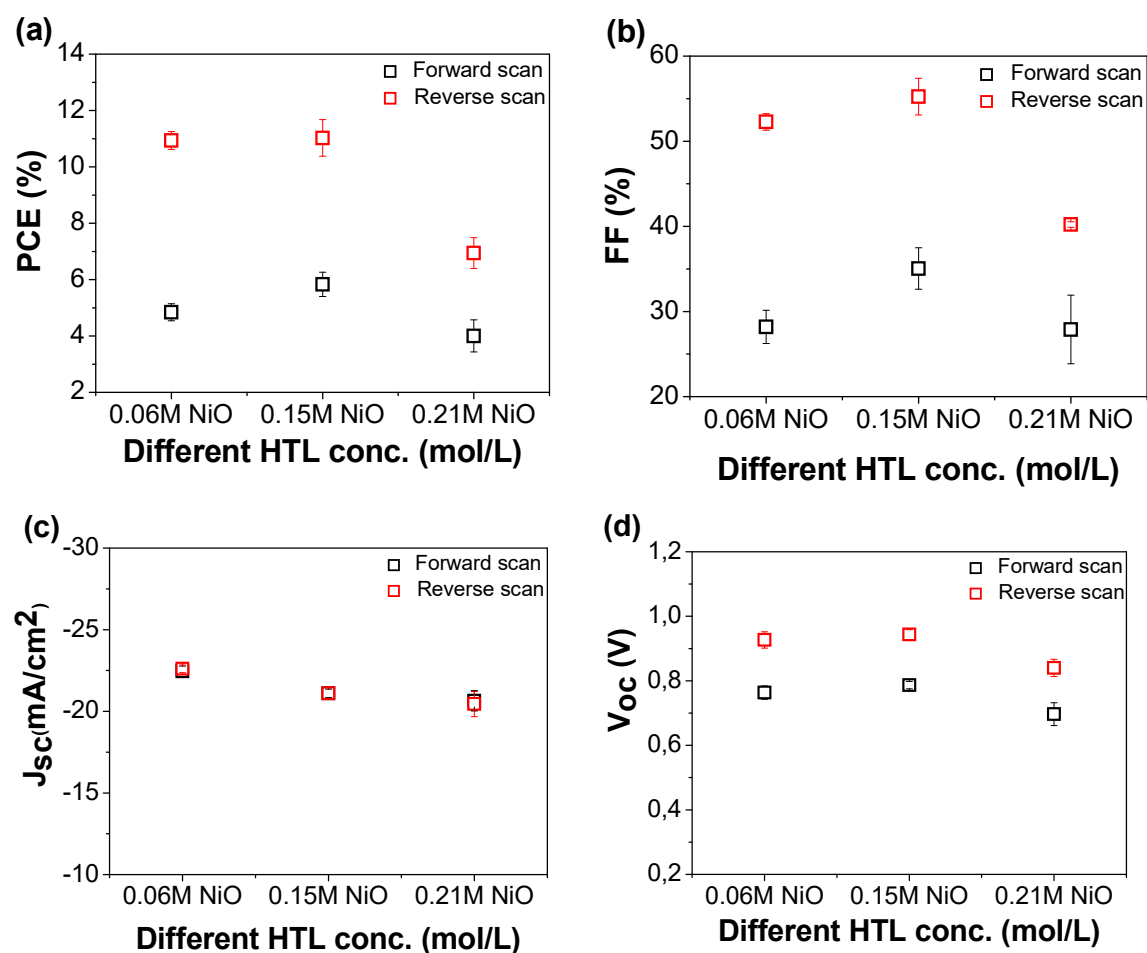 (a)
14
12
10
8
6
4
2
PCE (%)
Forward scan
Reverse scan
0.06M NiO 0.15M NiO 0.21M NiO
Different HTL conc. (mol/L)
(b)
60
50
40
30
20
FF (%)
Forward scan
Reverse scan
0.06M NiO 0.15M NiO 0.21M NiO
Different HTL conc. (mol/L)
(c)
-30
-25
-20
-15
-10
Jsc(mA/cm2)
Forward scan
Reverse scan
0.06M NiO 0.15M NiO 0.21M NiO
Different HTL conc. (mol/L)
(d)
1,2
1,0
0,8
0,6
0,4
0,2
Voc (V)
Forward scan
Reverse scan
0.06M NiO 0.15M NiO 0.21M NiO
Different HTL conc. (mol/L)